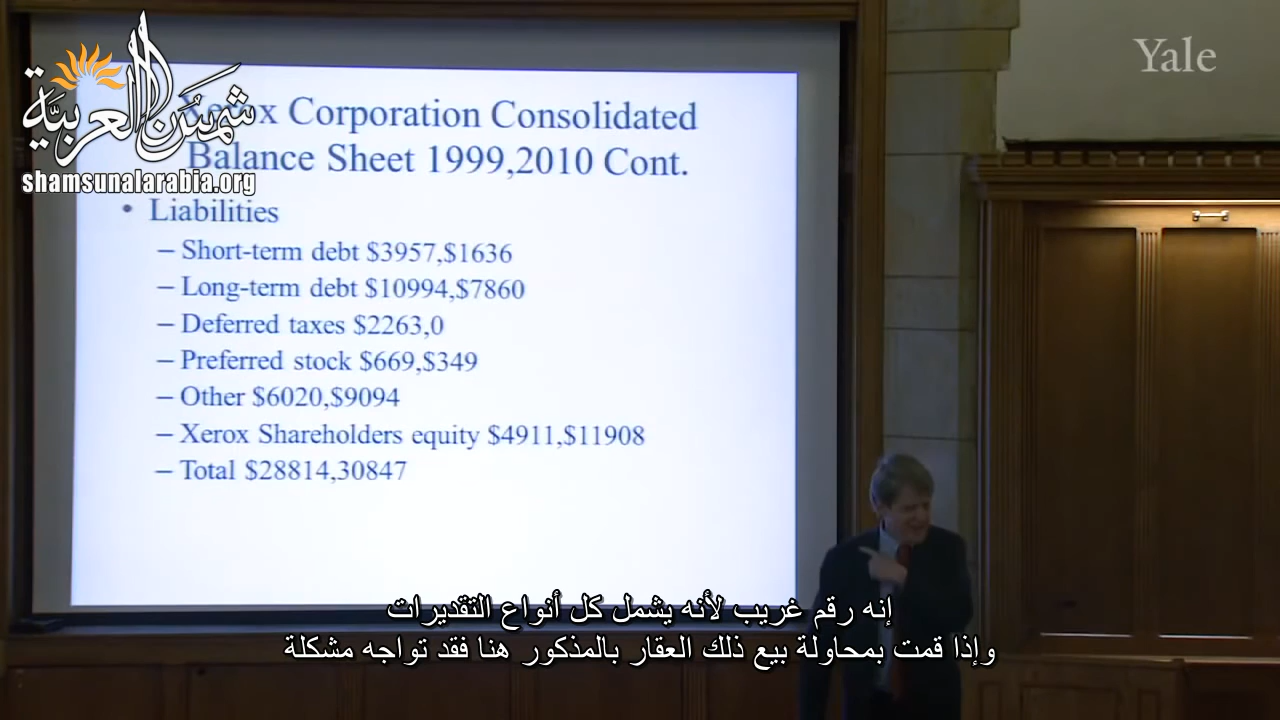 شمسُن العربيّة
shamsunalarabia.org
Yale
Xerox Corporation Consolidated
Balance Sheet 1999,2010 Cont.
• Liabilities
– Short-term debt $3957,$1636
– Long-term debt $10994,$7860
– Deferred taxes $2263,0
– Preferred stock $669,$349
– Other $6020,$9094
– Xerox Shareholders equity $4911,$11908
– Total $28814,30847
إنه رقم غريب لأنه يشمل كل أنواع التقديرات
وإذا قمت بمحاولة بيع ذلك العقار بالمذكور هنا فقد تواجه مشكلة